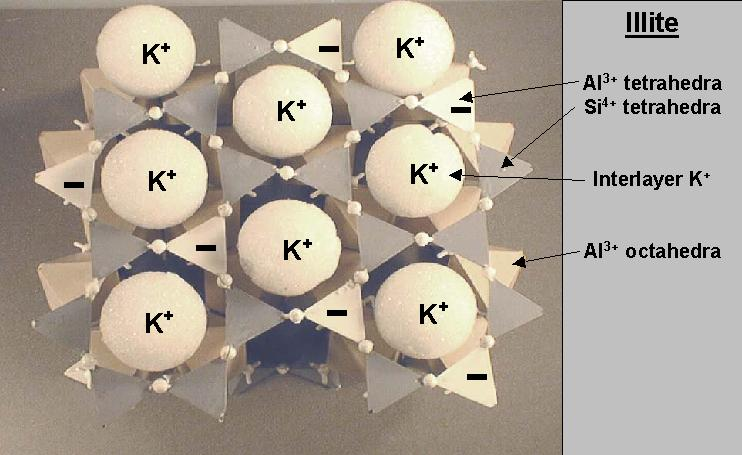 Illite
K⁺ K⁺
−
K⁺
Al³⁺ tetrahedra
−
Si⁴⁺ tetrahedra
− K⁺ K⁺
Interlayer K⁺
− K⁺
Al³⁺ octahedra
K⁺ − K⁺
−